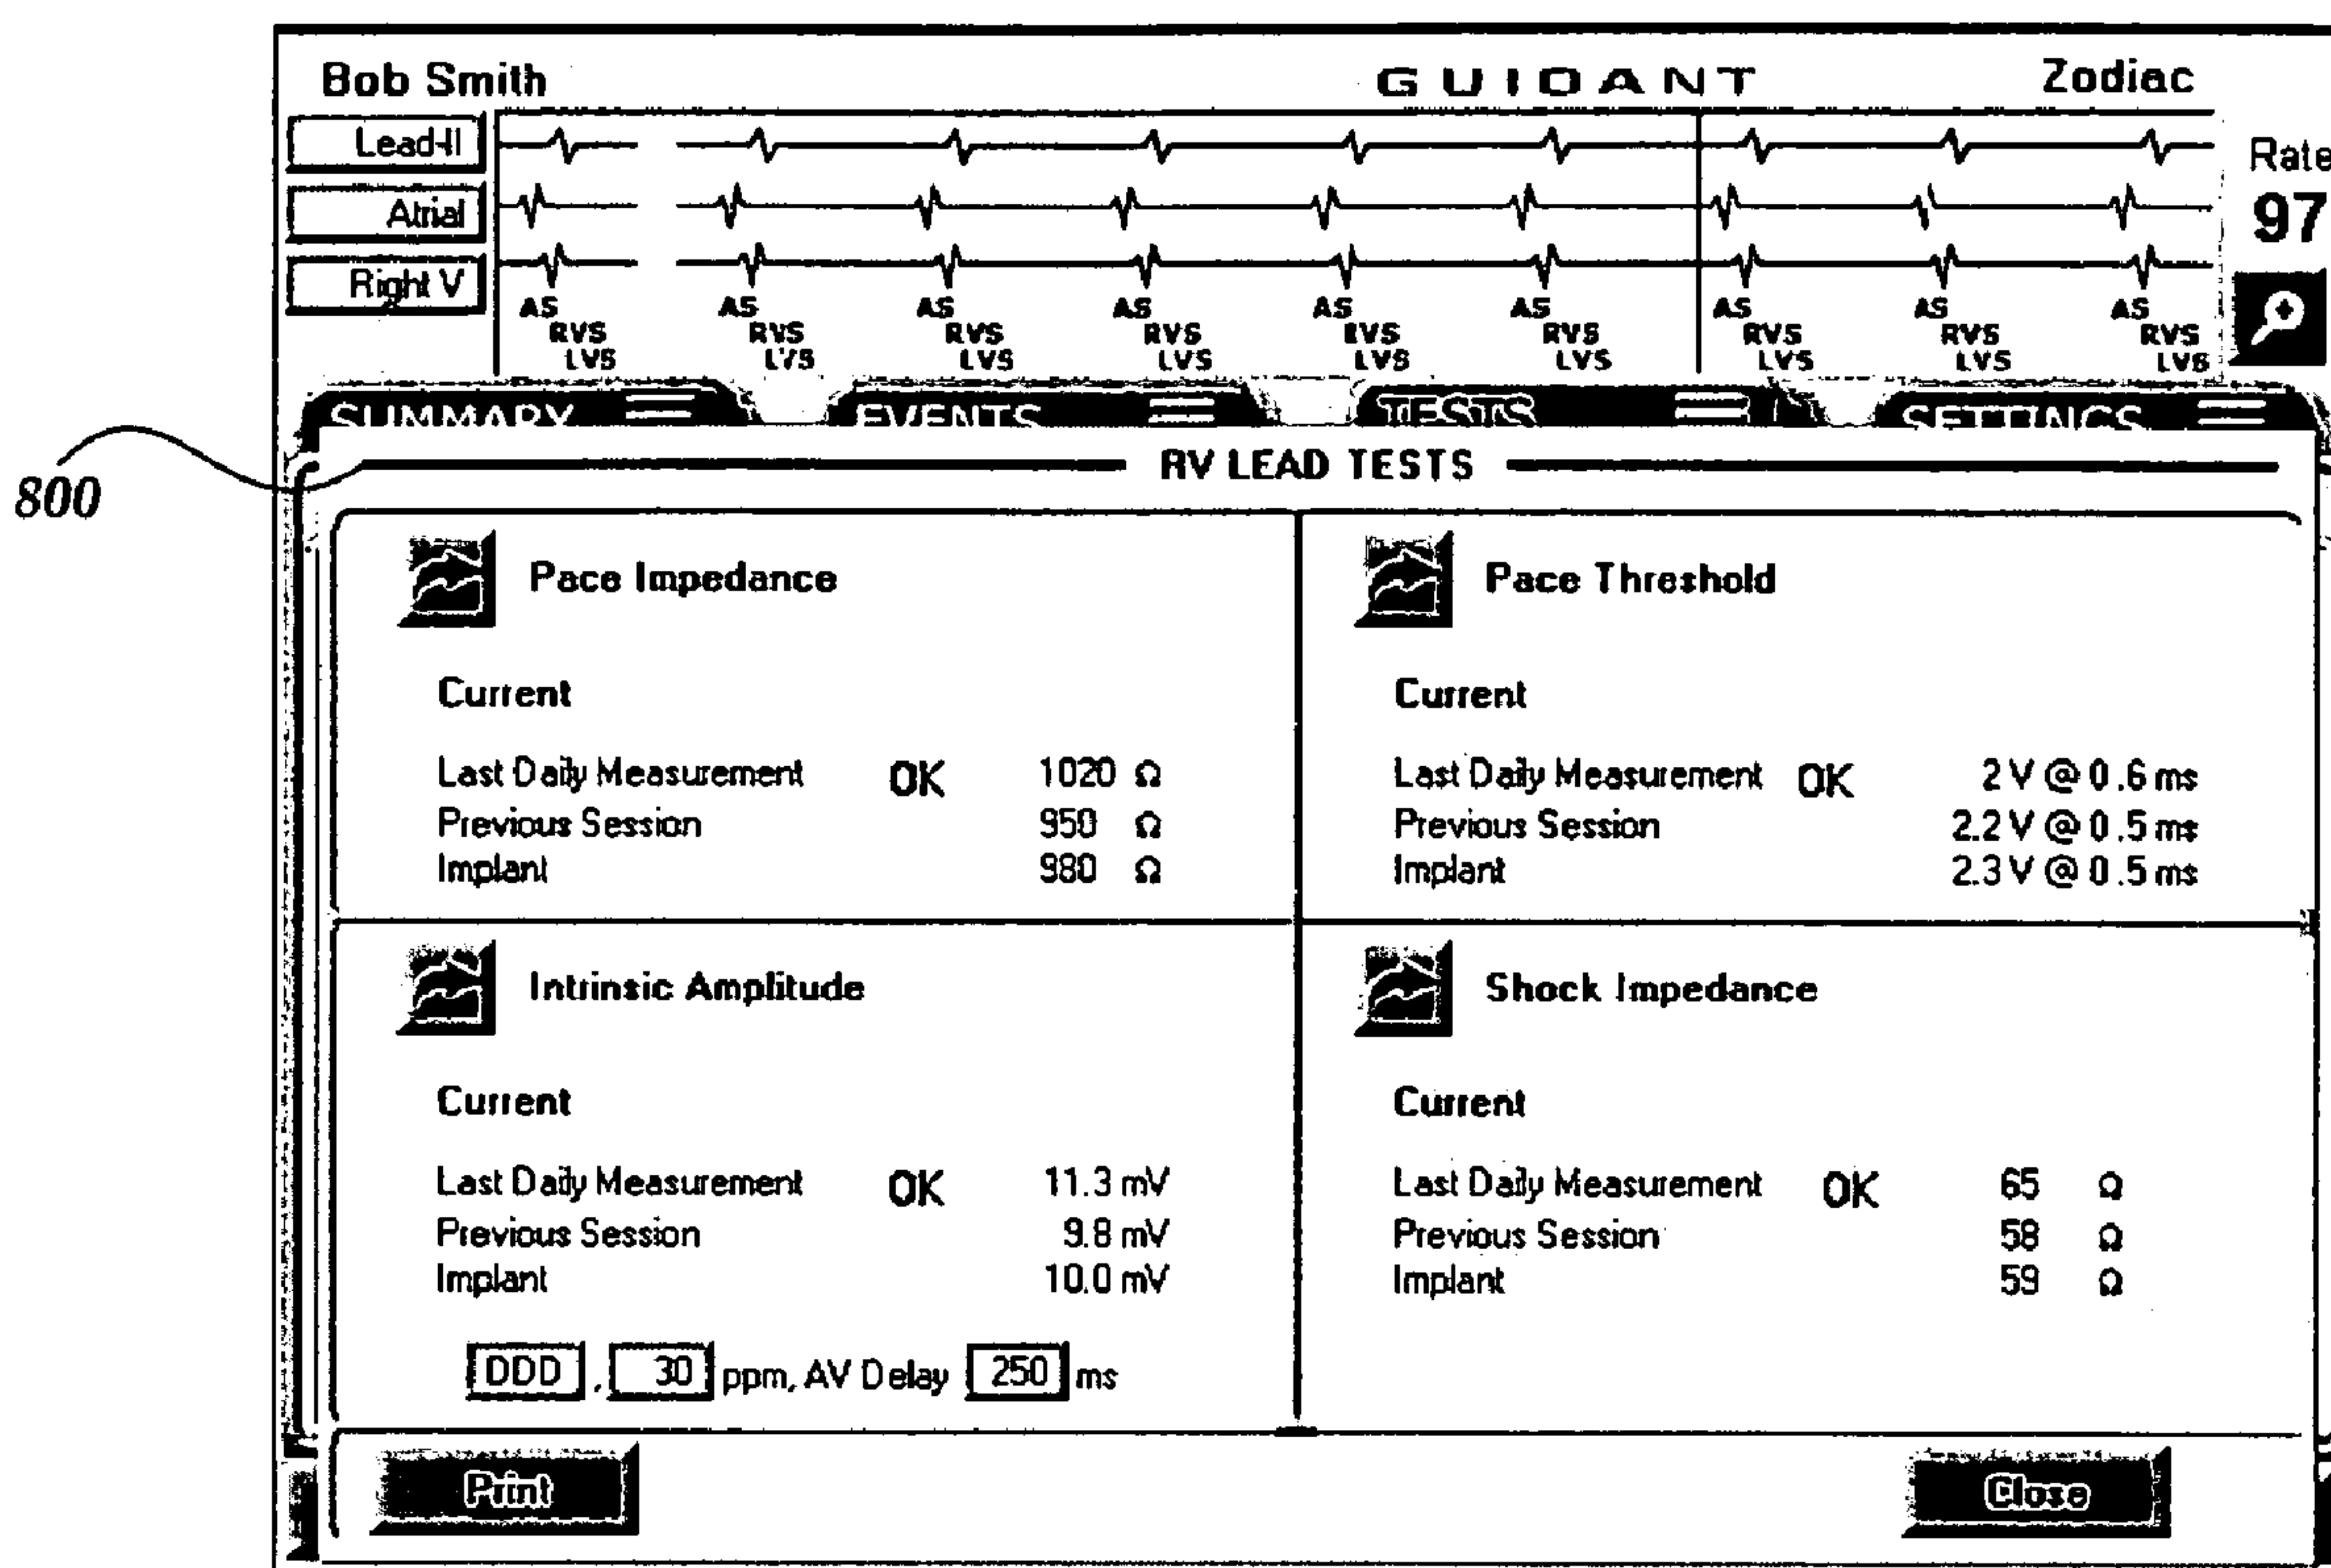 Bob Smith GUIDANT Zodiac
Lead-II
Rate
Atrial
97
Right V
AS AS AS AS AS AS AS AS AS
RVS RVS RVS RVS RVS RVS RVS RVS RVS
LVS LVS LVS LVS LVS LVS LVS LVS LVS
SUMMARY EVENTS TESTS SETTINGS
800
RV LEAD TESTS
Pace Impedance
Current
Last Daily Measurement OK 1020 Ω
Previous Session 950 Ω
Implant 980 Ω
Pace Threshold
Current
Last Daily Measurement OK 2 V @ 0.6 ms
Previous Session 2.2 V @ 0.5 ms
Implant 2.3 V @ 0.5 ms
Intrinsic Amplitude
Current
Last Daily Measurement OK 11.3 mV
Previous Session 9.8 mV
Implant 10.0 mV
DDD , 30 ppm, AV Delay 250 ms
Shock Impedance
Current
Last Daily Measurement OK 65 Ω
Previous Session 58 Ω
Implant 59 Ω
Print Close